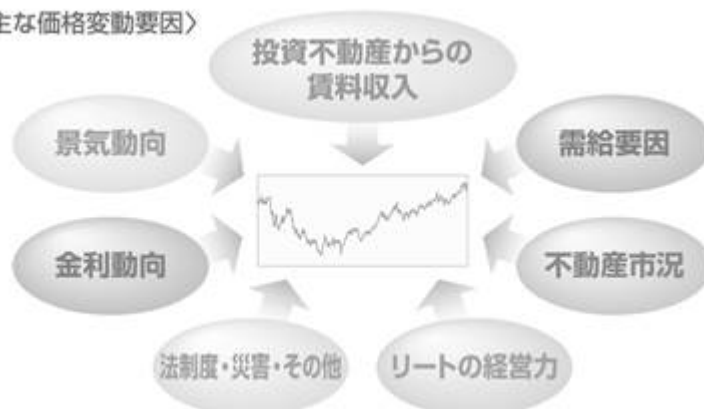 主な価格変動要因〉
投資不動産からの
賃料収入
景気動向
需給要因
金利動向
不動産市況
法制度・災害・その他
リートの経営力